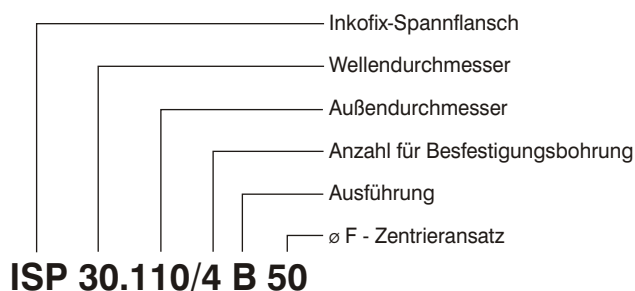 Inkofix-Spannflansch
Wellendurchmesser
Außendurchmesser
Anzahl für Besfestigungsbohrung
Ausführung
ø F - Zentrieransatz
ISP 30.110/4 B 50